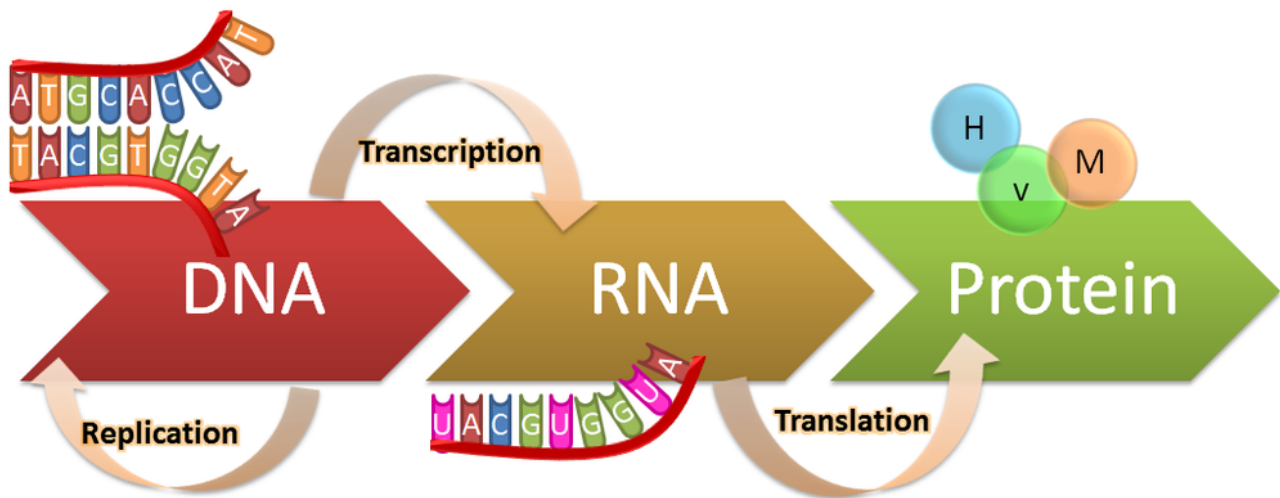 ATGCACCAT
TACGTGGTA
Transcription
H
v
M
DNA
RNA
Protein
UACGUGGUA
Replication
Translation